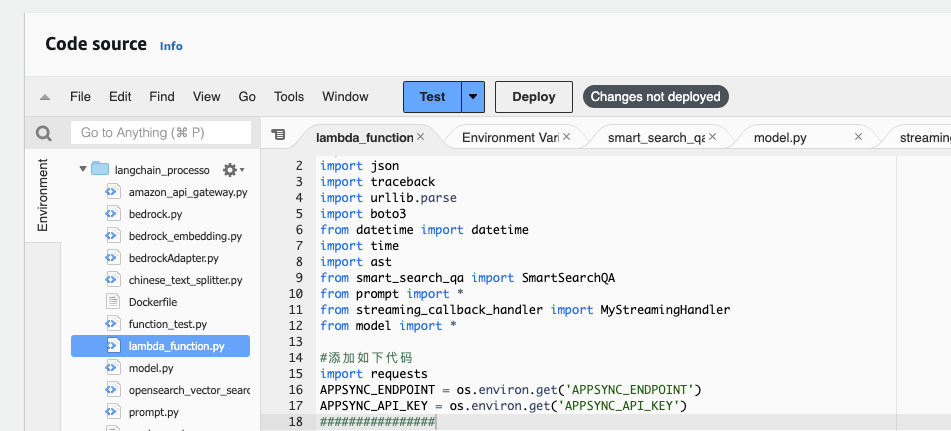 Code source Info
File Edit Find View Go Tools Window Test Deploy Changes not deployed
Go to Anything (⌘ P)
lambda_function × Environment Vari × smart_search_qa × model.py × streaming
Environment
langchain_processo
amazon_api_gateway.py
bedrock.py
bedrock_embedding.py
bedrockAdapter.py
chinese_text_splitter.py
Dockerfile
function_test.py
lambda_function.py
model.py
opensearch_vector_searc
prompt.py
2 import json
3 import traceback
4 import urllib.parse
5 import boto3
6 from datetime import datetime
7 import time
8 import ast
9 from smart_search_qa import SmartSearchQA
10 from prompt import *
11 from streaming_callback_handler import MyStreamingHandler
12 from model import *
13
14 #添加如下代码
15 import requests
16 APPSYNC_ENDPOINT = os.environ.get('APPSYNC_ENDPOINT')
17 APPSYNC_API_KEY = os.environ.get('APPSYNC_API_KEY')
18 ################